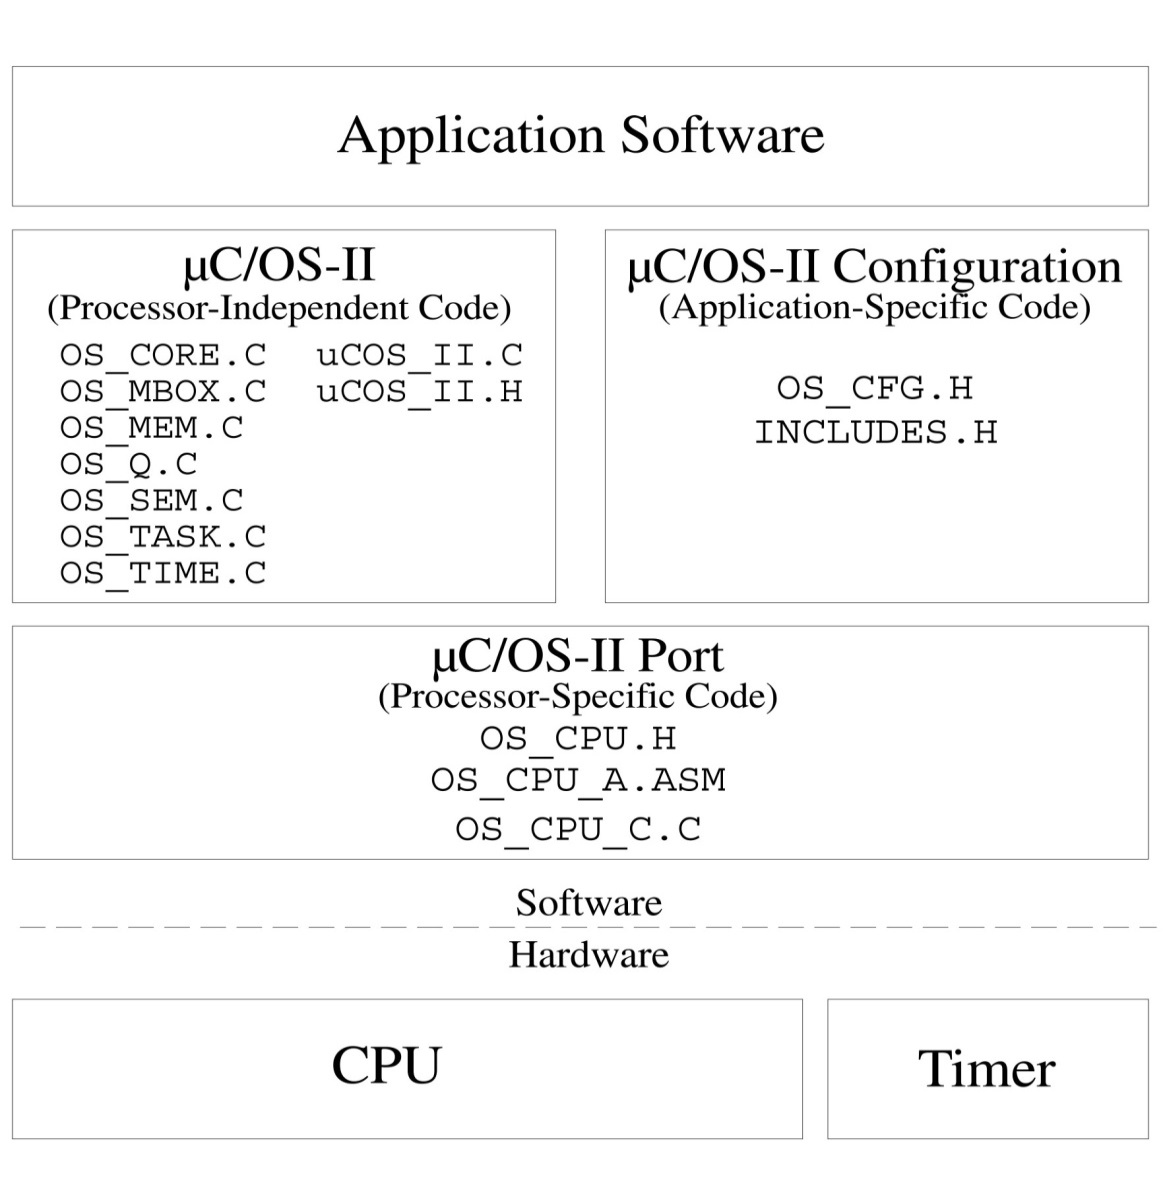 Application Software
µC/OS-II
(Processor-Independent Code)
OS_CORE.C uCOS_II.C
OS_MBOX.C uCOS_II.H
OS_MEM.C
OS_Q.C
OS_SEM.C
OS_TASK.C
OS_TIME.C
µC/OS-II Configuration
(Application-Specific Code)
OS_CFG.H
INCLUDES.H
µC/OS-II Port
(Processor-Specific Code)
OS_CPU.H
OS_CPU_A.ASM
OS_CPU_C.C
Software
Hardware
CPU
Timer